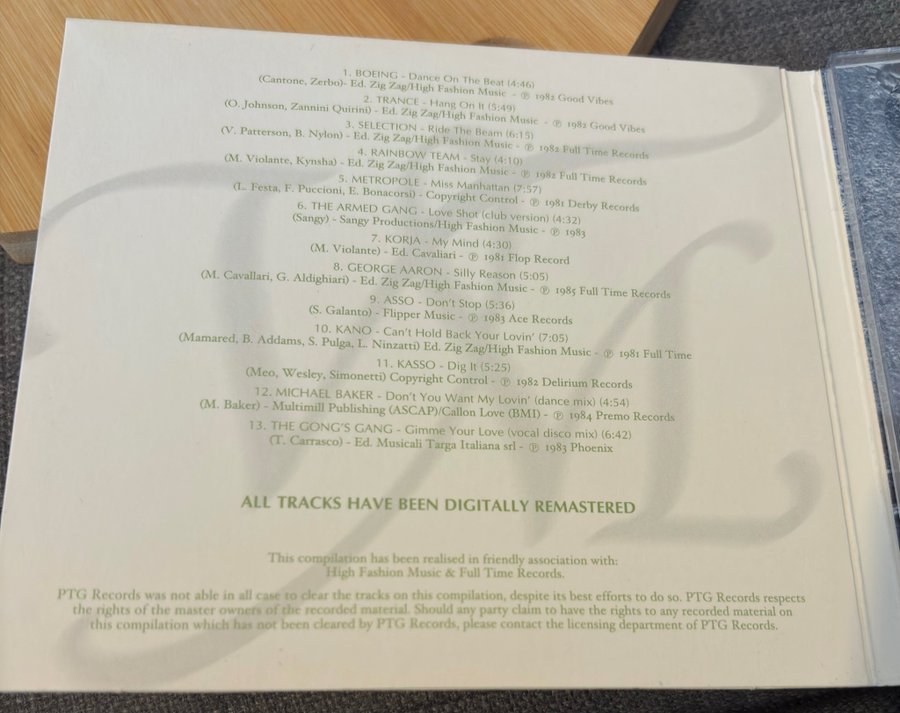 1. BOEING - Dance On The Beat (4:46)
(Cantone, Zerbo)- Ed. Zig Zag/High Fashion Music - ℗ 1982 Good Vibes
2. TRANCE - Hang On It (5:49)
(O. Johnson, Zannini Quirini) - Ed. Zig Zag/High Fashion Music - ℗ 1982 Good Vibes
3. SELECTION - Ride The Beam (6:15)
(V. Patterson, B. Nylon) - Ed. Zig Zag/High Fashion Music - ℗ 1982 Full Time Records
4. RAINBOW TEAM - Stay (4:10)
(M. Violante, Kynsha) - Ed. Zig Zag/High Fashion Music - ℗ 1982 Full Time Records
5. METROPOLE - Miss Manhattan (7:57)
(L. Festa, F. Puccioni, E. Bonacorsi) - Copyright Control - ℗ 1981 Derby Records
6. THE ARMED GANG - Love Shot (club version) (4:32)
(Sangy) - Sangy Productions/High Fashion Music - ℗ 1983
7. KORJA - My Mind (4:30)
(M. Violante) - Ed. Cavaliari - ℗ 1981 Flop Record
8. GEORGE AARON - Silly Reason (5:05)
(M. Cavallari, G. Aldighiari) - Ed. Zig Zag/High Fashion Music - ℗ 1985 Full Time Records
9. ASSO - Don't Stop (5:36)
(S. Galanto) - Flipper Music - ℗ 1983 Ace Records
10. KANO - Can't Hold Back Your Lovin' (7:05)
(Mamared, B. Addams, S. Pulga, L. Ninzatti) Ed. Zig Zag/High Fashion Music - ℗ 1981 Full Time
11. KASSO - Dig It (5:25)
(Meo, Wesley, Simonetti) Copyright Control - ℗ 1982 Delirium Records
12. MICHAEL BAKER - Don't You Want My Lovin' (dance mix) (4:54)
(M. Baker) - Multimill Publishing (ASCAP)/Callon Love (BMI) - ℗ 1984 Premo Records
13. THE GONG'S GANG - Gimme Your Love (vocal disco mix) (6:42)
(T. Carrasco) - Ed. Musicali Targa Italiana srl - ℗ 1983 Phoenix
ALL TRACKS HAVE BEEN DIGITALLY REMASTERED
This compilation has been realised in friendly association with:
High Fashion Music & Full Time Records.
PTG Records was not able in all case to clear the tracks on this compilation, despite its best efforts to do so. PTG Records respects
the rights of the master owners of the recorded material. Should any party claim to have the rights to any recorded material on
this compilation which has not been cleared by PTG Records, please contact the licensing department of PTG Records.